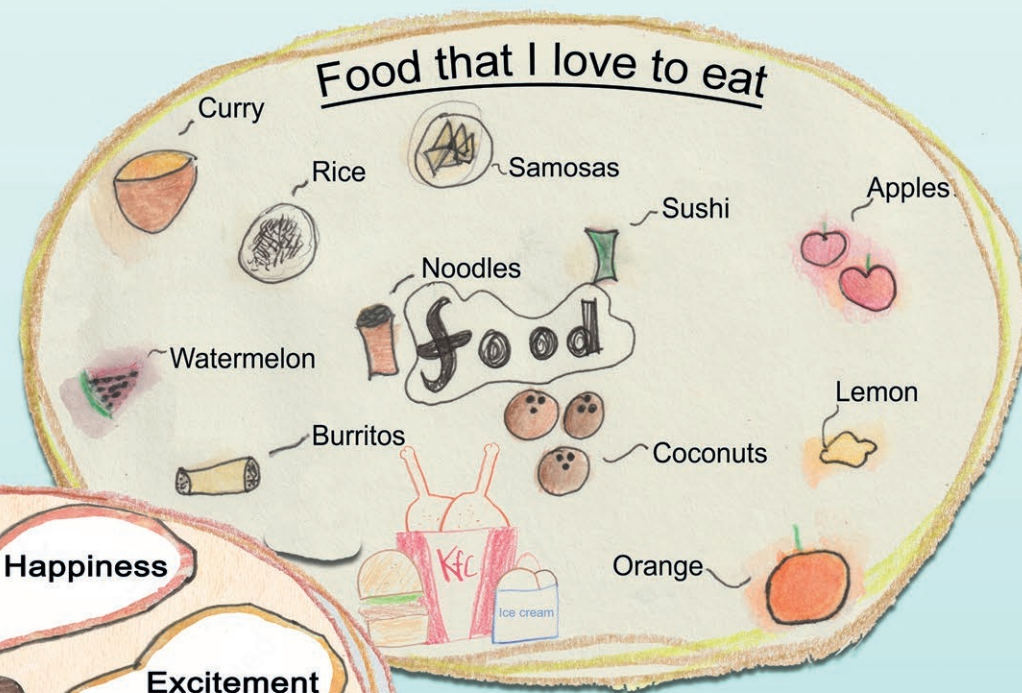 Food that I love to eat
Curry
Rice
Samosas
Sushi
Apples
Noodles
food
Watermelon
Lemon
Burritos
Coconuts
KFC
Ice cream
Orange
Happiness
Excitement